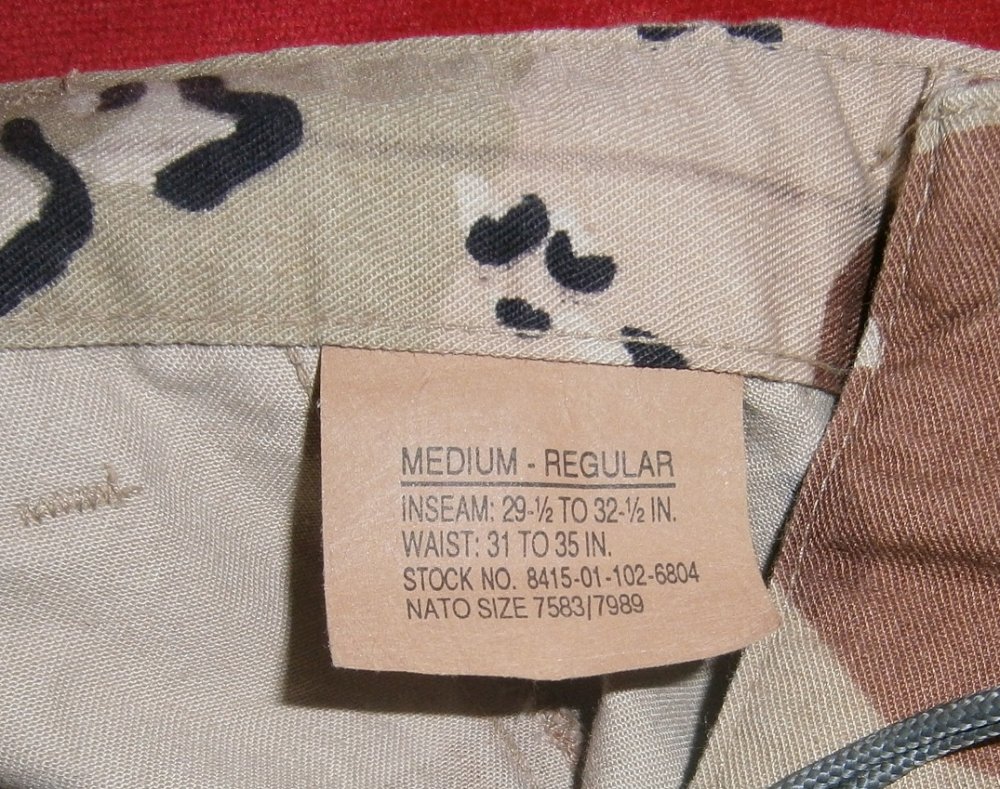 MEDIUM - REGULAR
INSEAM: 29-½ TO 32-½ IN.
WAIST: 31 TO 35 IN.
STOCK NO. 8415-01-102-6804
NATO SIZE 7583|7989